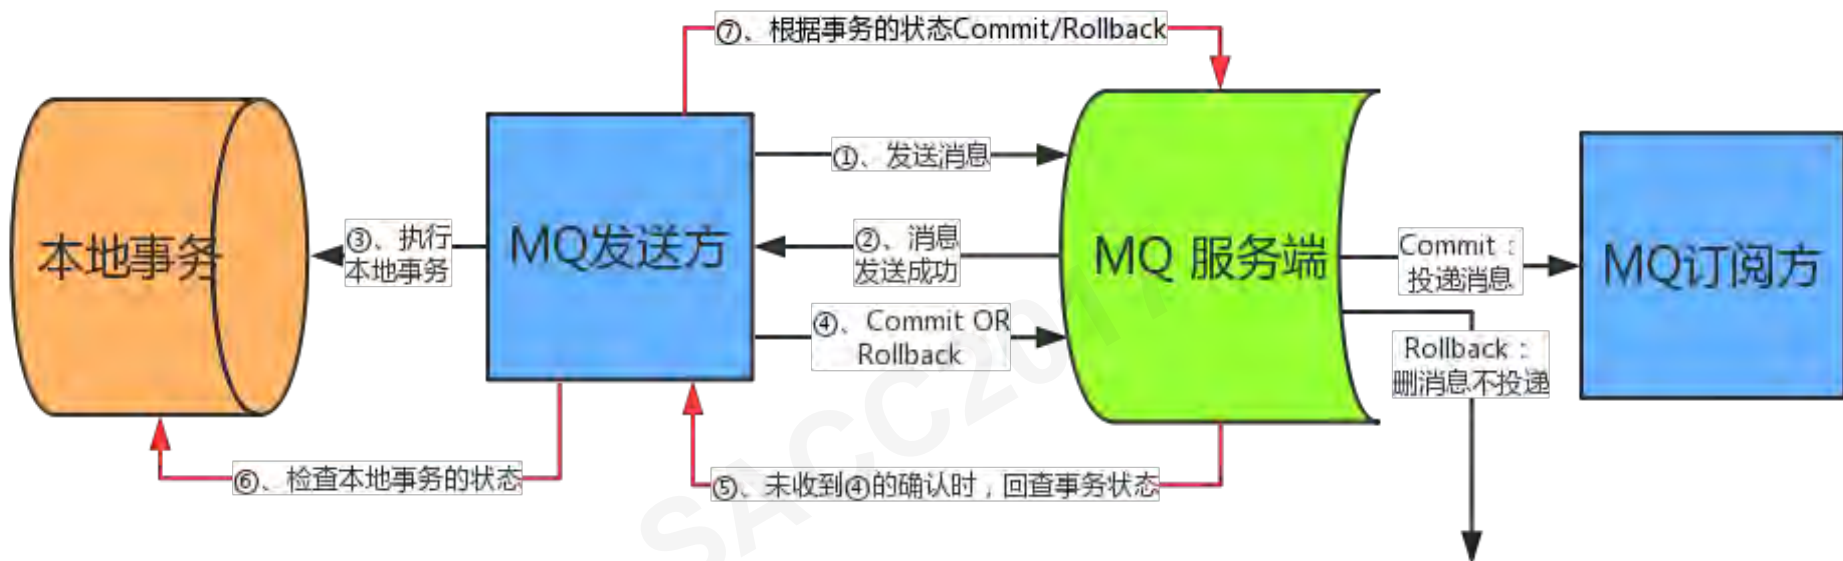 ⑦、根据事务的状态Commit/Rollback
①、发送消息
本地事务
③、执行
本地事务
MQ发送方
②、消息
发送成功
MQ 服务端
Commit：
投递消息
MQ订阅方
④、Commit OR
Rollback
Rollback：
删消息不投递
⑥、检查本地事务的状态
⑤、未收到④的确认时，回查事务状态
SACC2017